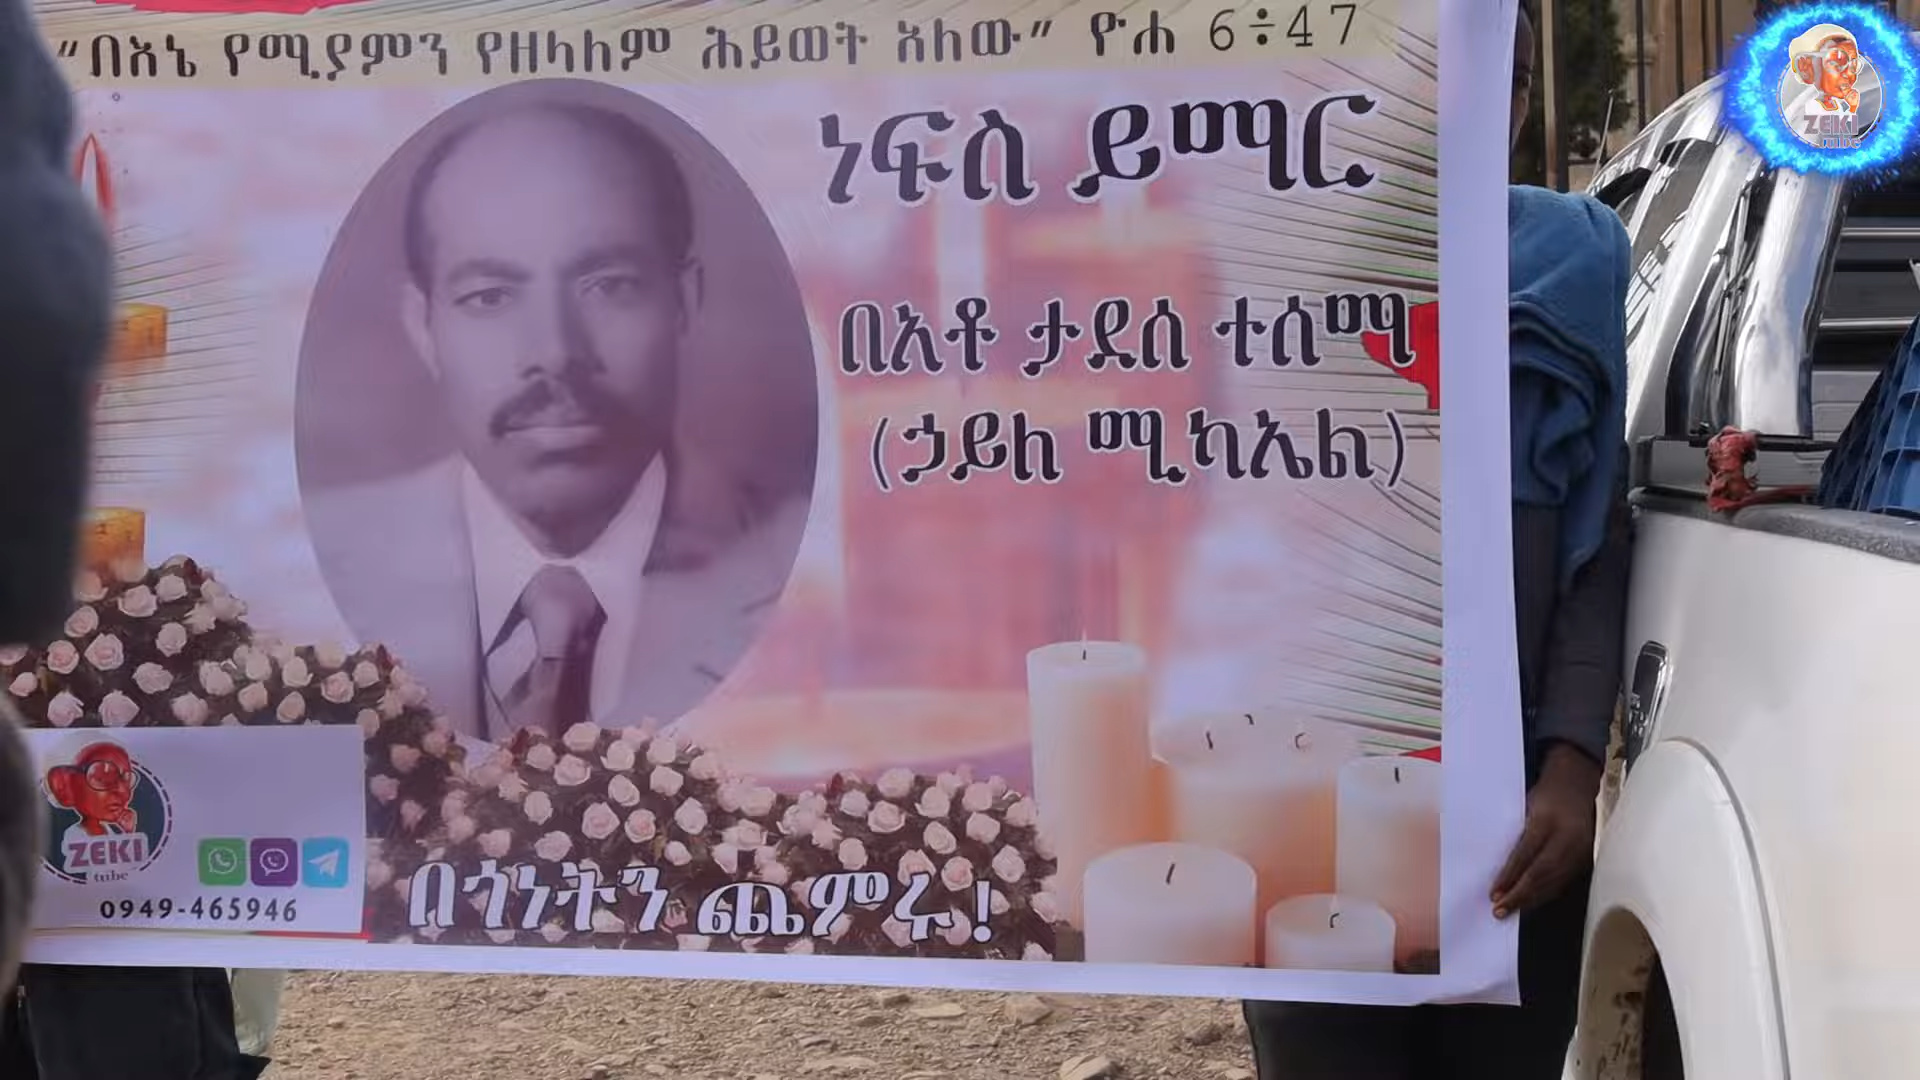 "በእኔ የሚያምን የዘላለም ሕይወት አለው" ዮሐ 6÷47
ነፍስ ይማር
በአቶ ታደሰ ተሰማ
(ኃይለ ሚካኤል)
ZEKI
tube
0949-465946
በጎነትን ጨምሩ!
ZEKI
tube